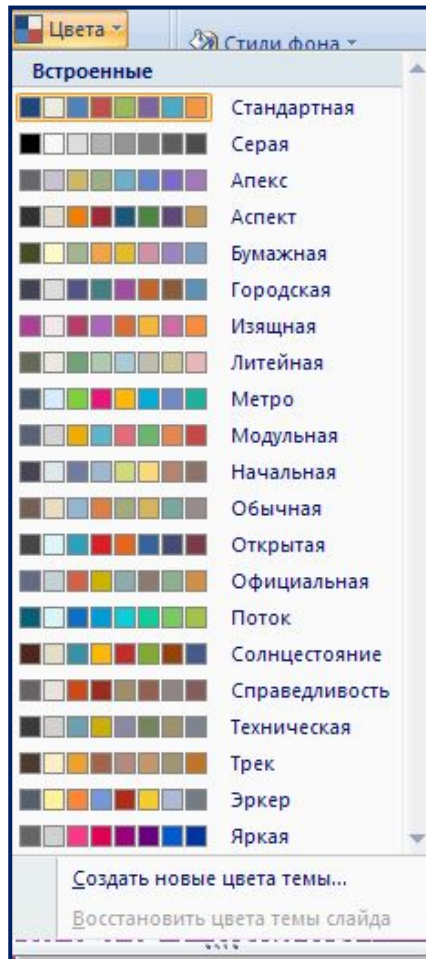 Цвета
Стили фона
Встроенные
Стандартная
Серая
Апекс
Аспект
Бумажная
Городская
Изящная
Литейная
Метро
Модульная
Начальная
Обычная
Открытая
Официальная
Поток
Солнцестояние
Справедливость
Техническая
Трек
Эркер
Яркая
Создать новые цвета темы...
Восстановить цвета темы слайда